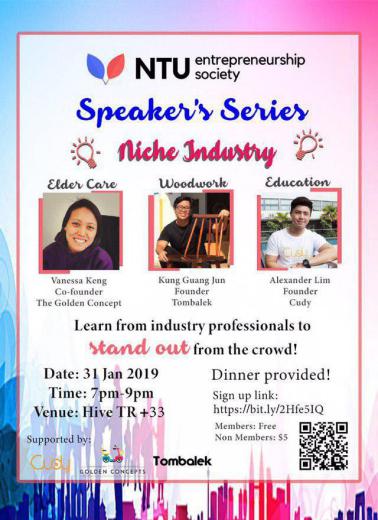 NTU entrepreneurship
society
Speaker's Series
Niche Industry
Elder Care
Woodwork
Education
Vanessa Keng
Co-founder
The Golden Concept
Kung Guang Jun
Founder
Tombalek
Alexander Lim
Founder
Cudy
Learn from industry professionals to
stand out from the crowd!
Date: 31 Jan 2019
Time: 7pm-9pm
Venue: Hive TR +33
Dinner provided!
Sign up link:
https://bit.ly/2Hfe5IQ
Members: Free
Non Members: $5
Supported by:
Cudy
GOLDEN CONCEPTS
Tombalek